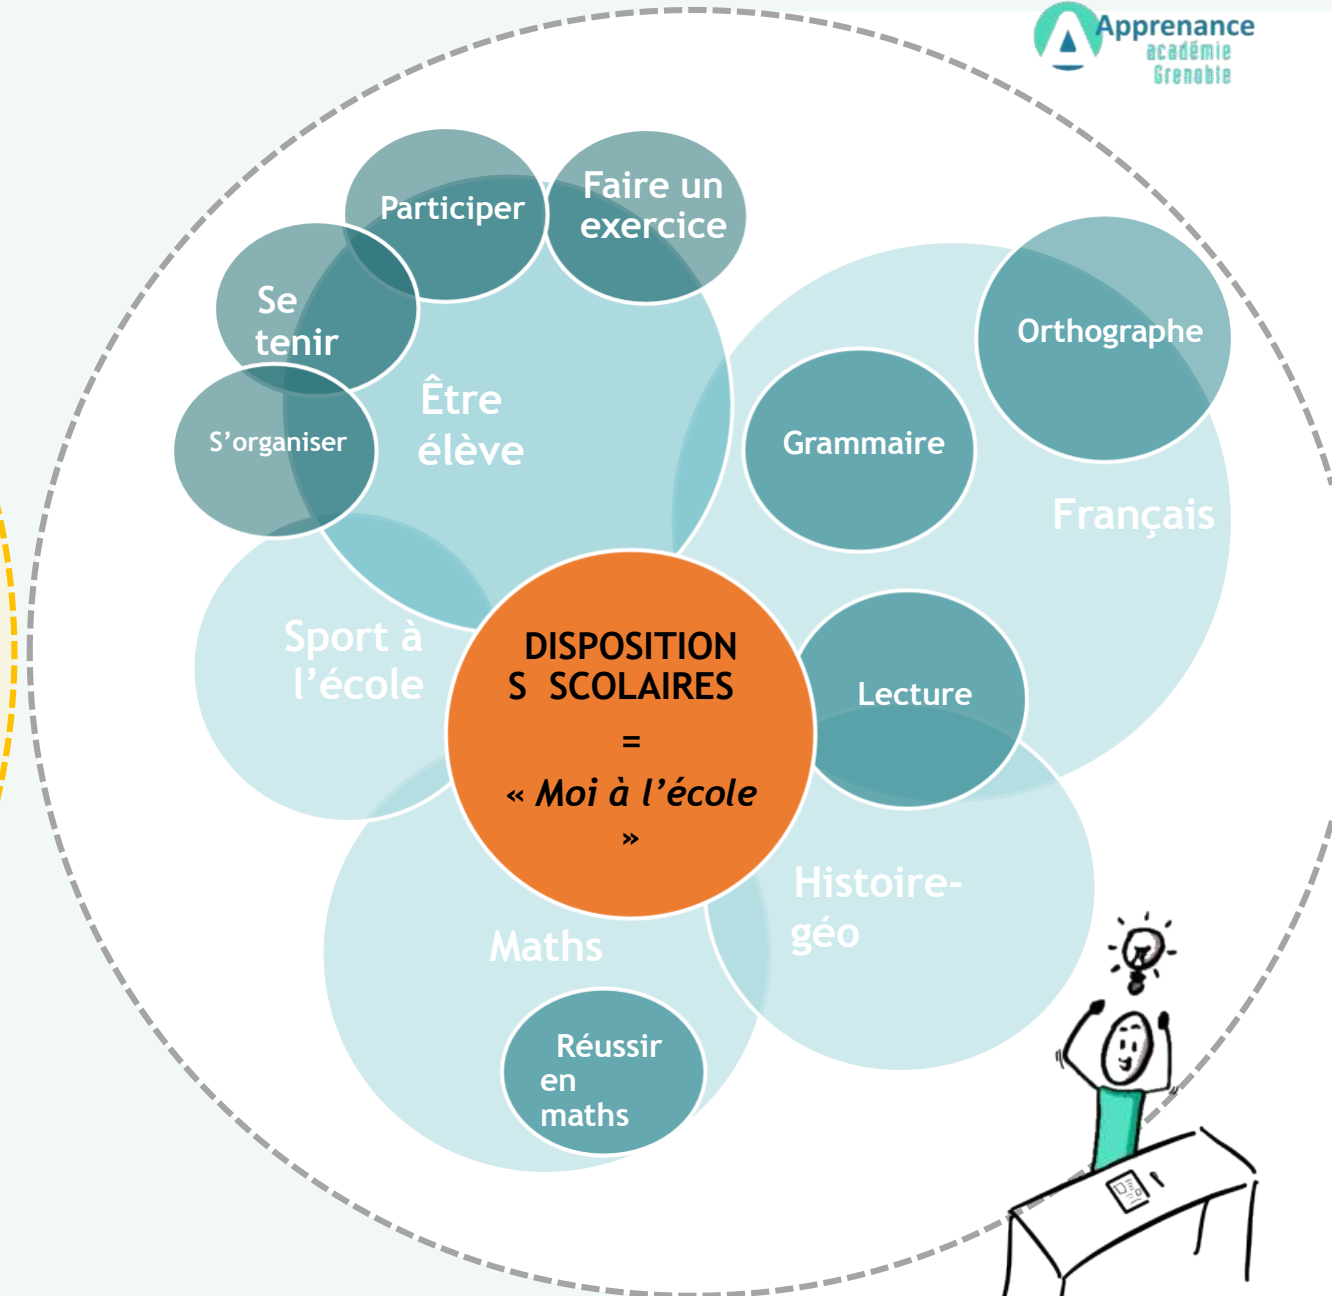 Apprenance
académie
Grenoble
Participer
Faire un
exercice
Se
tenir
S’organiser
Être
élève
Orthographe
Grammaire
Français
Sport à
l’école
DISPOSITION
S SCOLAIRES
=
« Moi à l’école
»
Lecture
Histoire-
géo
Maths
Réussir
en
maths